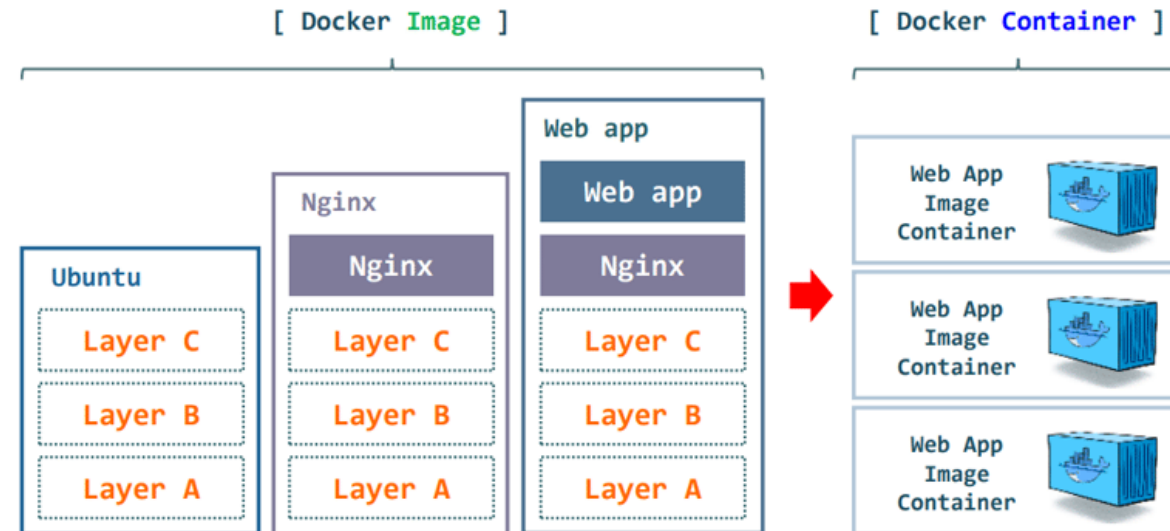 [ Docker Image ]
[ Docker Container ]
Ubuntu
Layer C
Layer B
Layer A
Nginx
Nginx
Layer C
Layer B
Layer A
Web app
Web app
Nginx
Layer C
Layer B
Layer A
Web App
Image
Container
Web App
Image
Container
Web App
Image
Container